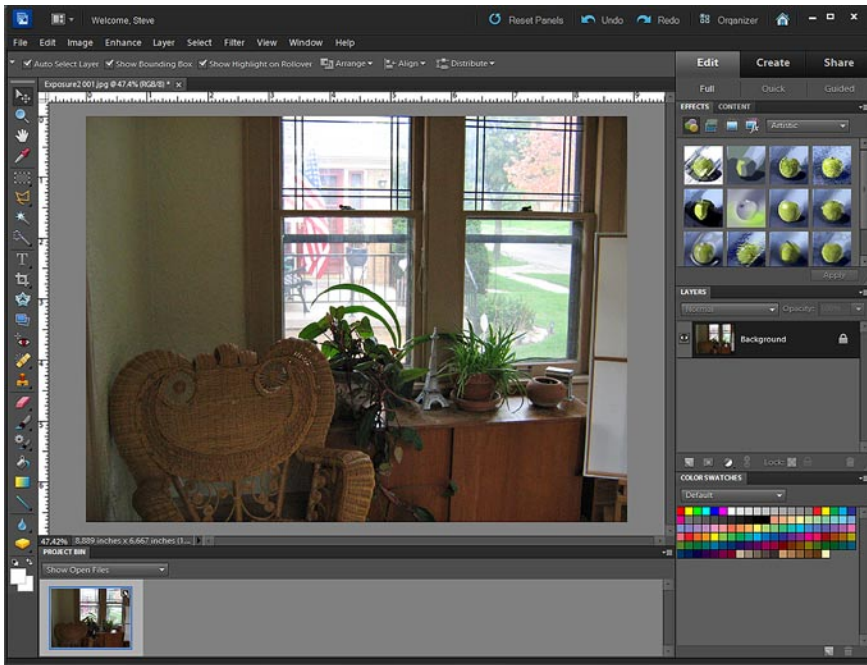 Welcome, Steve
Reset Panels Undo Redo Organizer
File Edit Image Enhance Layer Select Filter View Window Help
Auto Select Layer Show Bounding Box Show Highlight on Rollover Arrange Align Distribute
Edit Create Share
Full Quick Guided
Exposure2 001.jpg @ 47,4% (RGB/8) *
EFFECTS CONTENT
Artistic
Apply
LAYERS
Normal Opacity:
Background
Lock:
COLOR SWATCHES
Default
47,42% 8,889 inches x 6,667 inches (1...
PROJECT BIN
Show Open Files